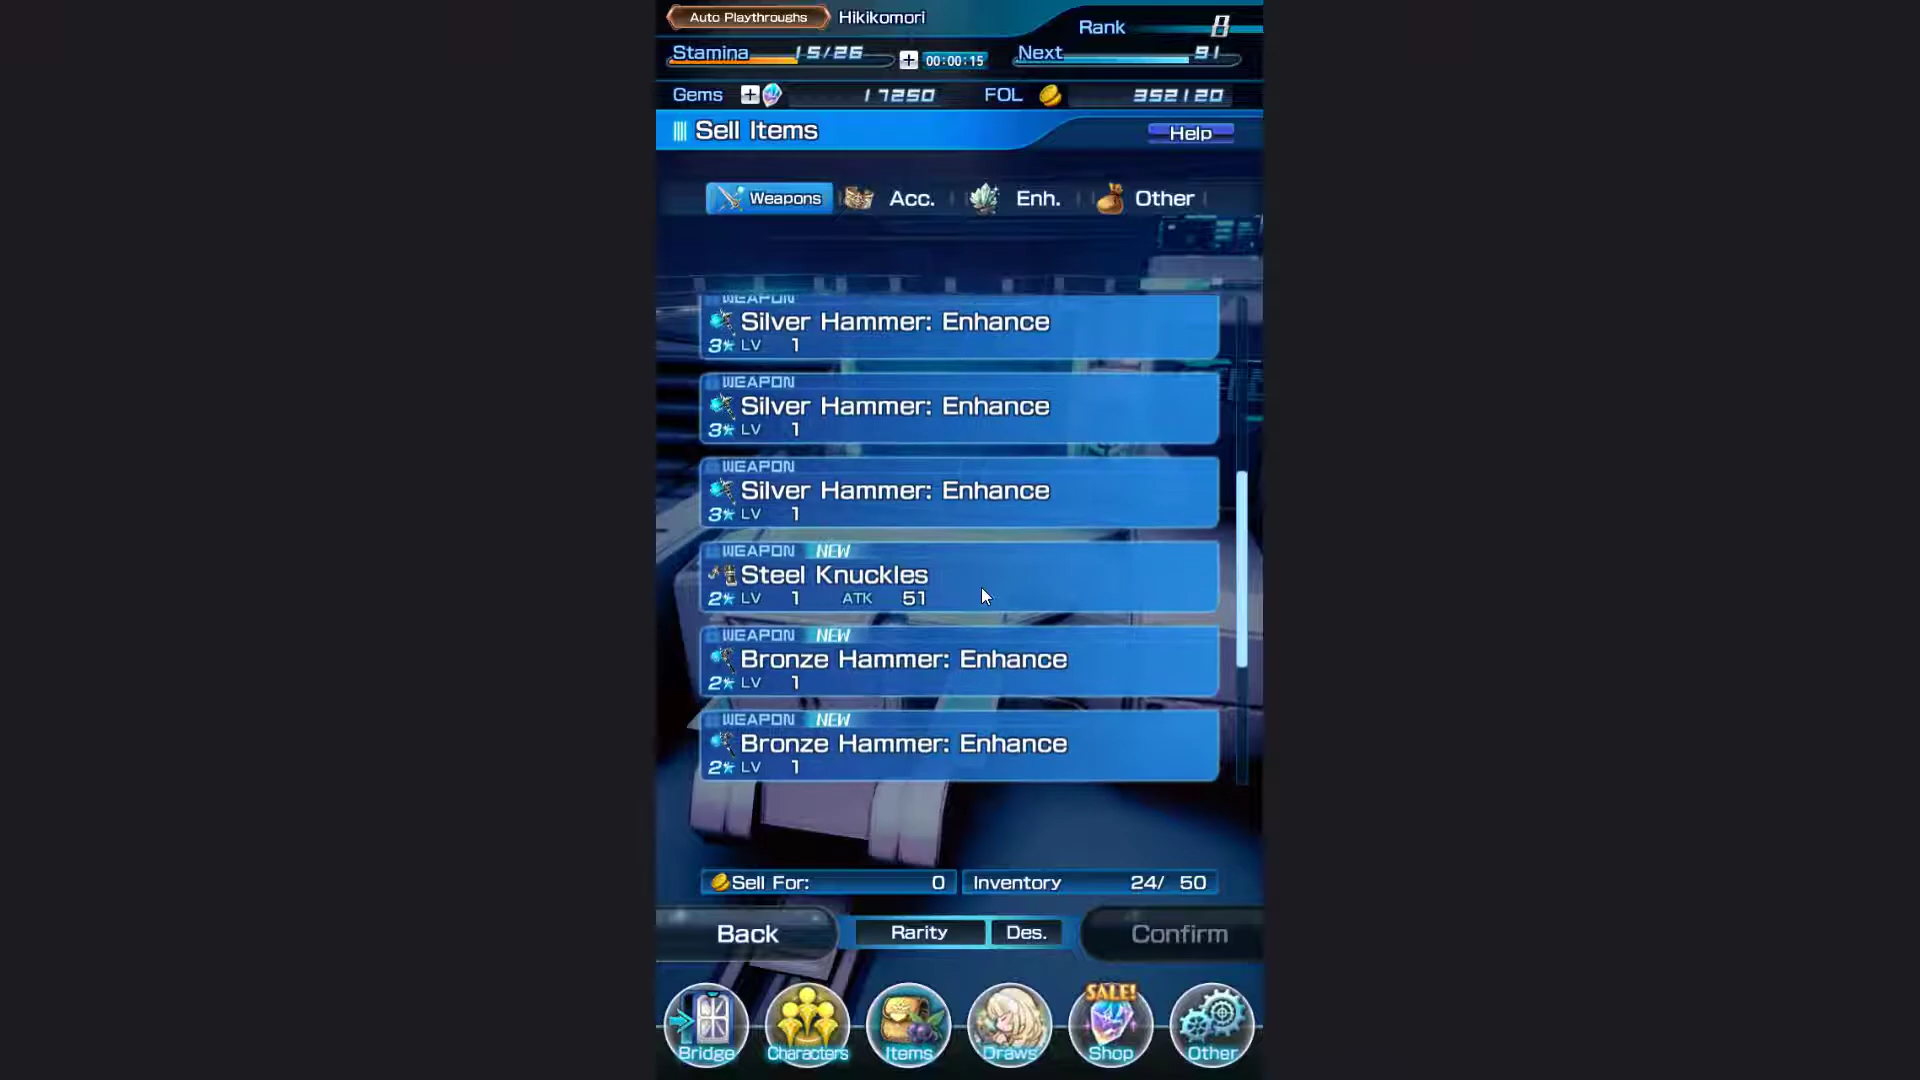 Auto Playthroughs Hikikomori
Rank 8
Stamina 15/26 00:00:15 Next 91
Gems 17250 FOL 352120
Sell Items Help
Weapons Acc. Enh. Other
WEAPON
Silver Hammer: Enhance
3★ LV 1
WEAPON
Silver Hammer: Enhance
3★ LV 1
WEAPON
Silver Hammer: Enhance
3★ LV 1
WEAPON NEW
Steel Knuckles
2★ LV 1 ATK 51
WEAPON NEW
Bronze Hammer: Enhance
2★ LV 1
WEAPON NEW
Bronze Hammer: Enhance
2★ LV 1
Sell For: 0 Inventory 24/ 50
Back Rarity Des. Confirm
SALE!
Bridge Characters Items Draws Shop Other